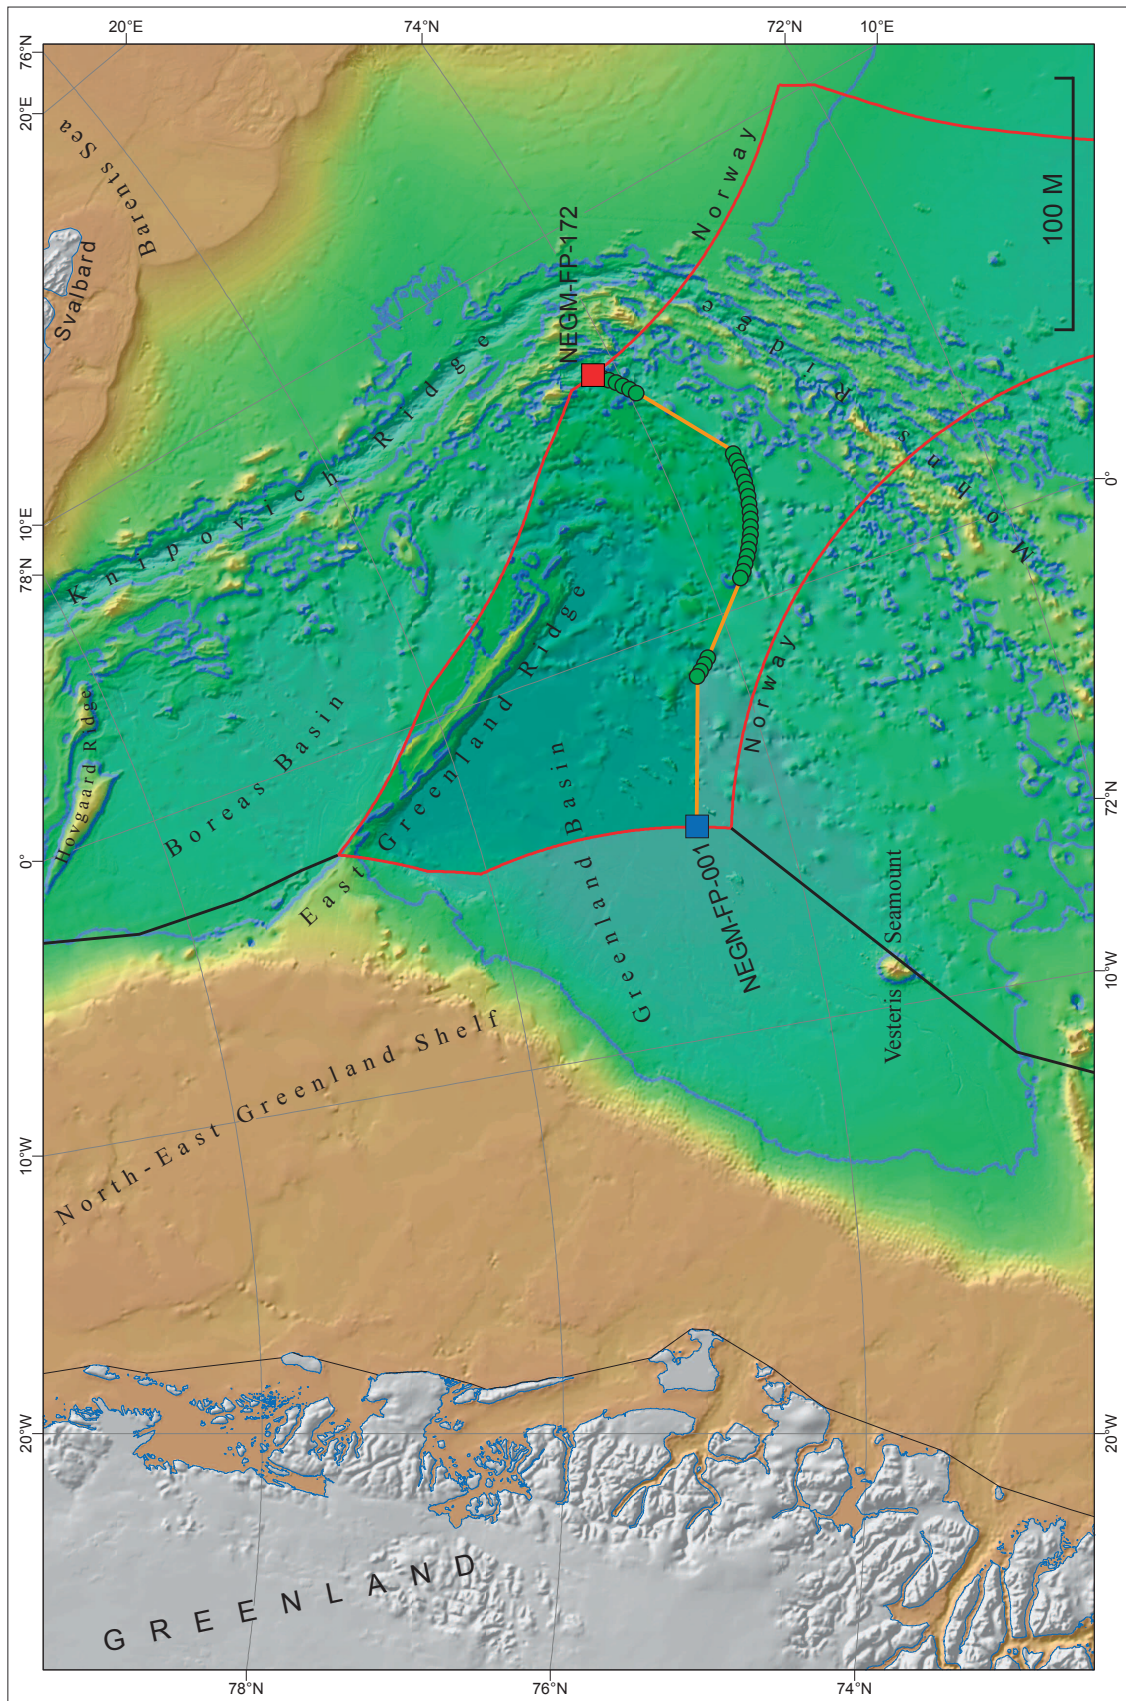 20°E
74°N
72°N
10°E
76°N
20°E
10°E
78°N
0°
10°W
20°W
0°
72°N
10°W
20°W
78°N
76°N
74°N
Barents Sea
Svalbard
Norway
100 M
NEGM-FP-172
Knipovich Ridge
Mohns Ridge
Hovgaard Ridge
Boreas Basin
East Greenland Ridge
Norway
Greenland Basin
NEGM-FP-001
Vesteris Seamount
North-East Greenland Shelf
GREENLAND